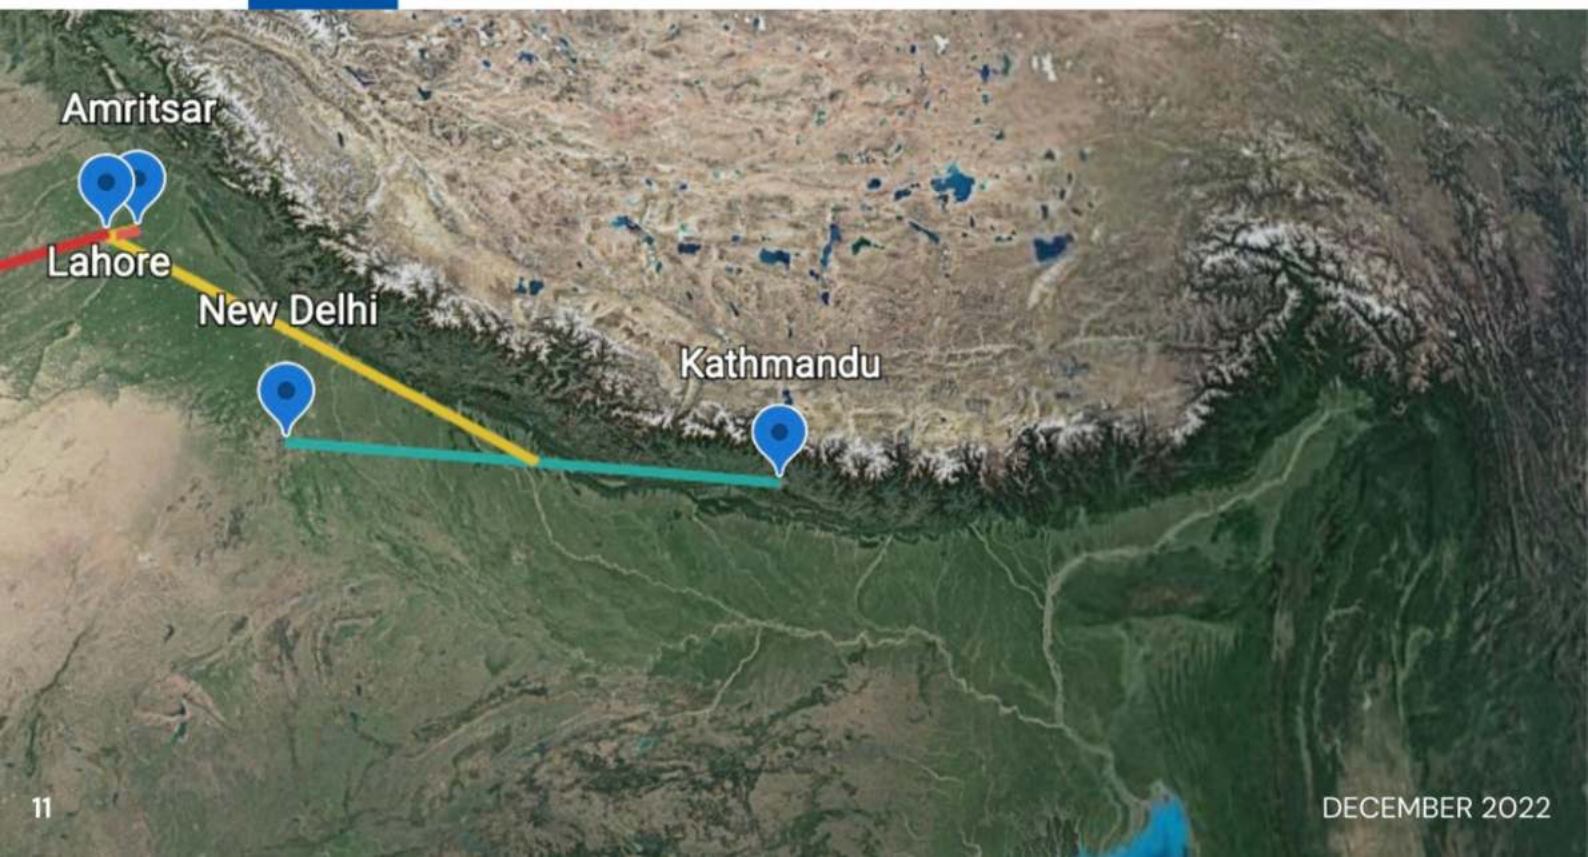 Amritsar
Lahore
New Delhi
Kathmandu
11
DECEMBER 2022